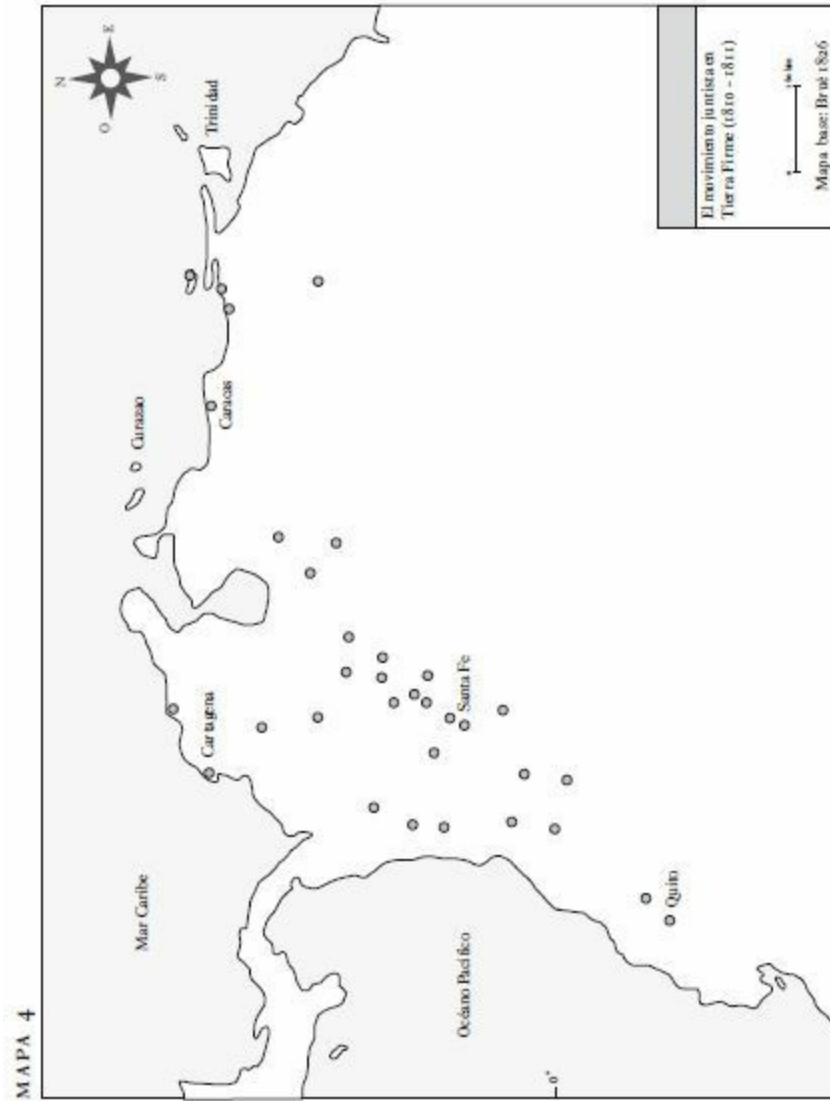 MAPA 4
N
E
S
O
Mar Caribe
Curazao
Trinidad
Cartagena
Caracas
Santa Fe
Océano Pacífico
Quito
0°
El movimiento juntista en
Tierra Firme (1810 - 1811)
Mapa base: Brué 1826